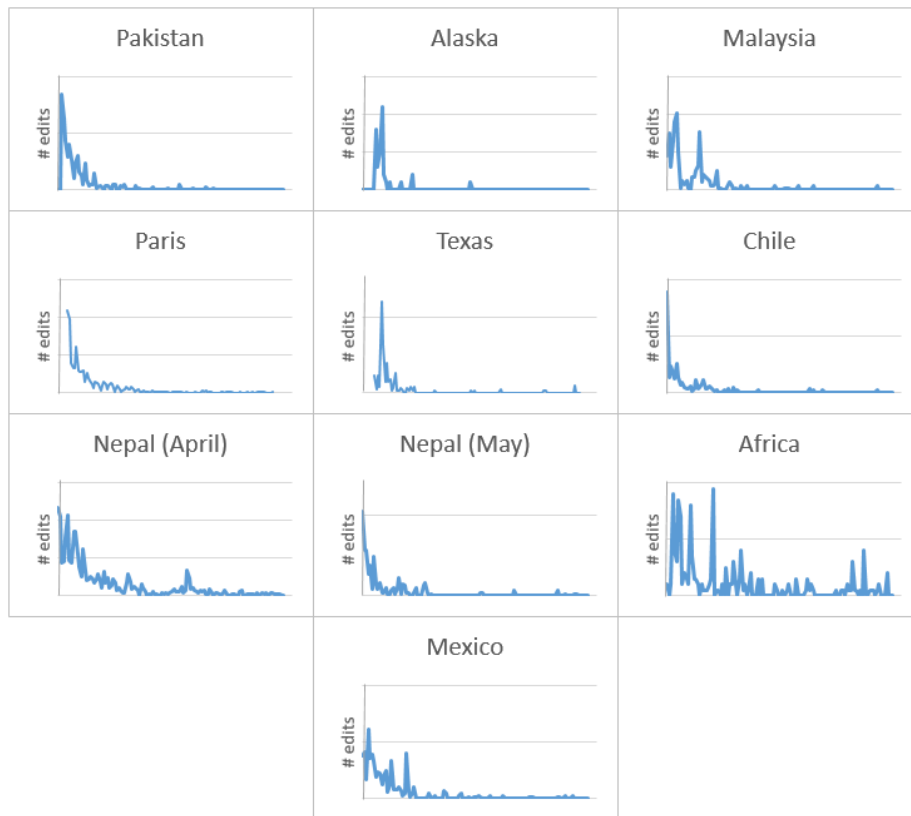 Pakistan
# edits
Alaska
# edits
Malaysia
# edits
Paris
# edits
Texas
# edits
Chile
# edits
Nepal (April)
# edits
Nepal (May)
# edits
Africa
# edits
Mexico
# edits